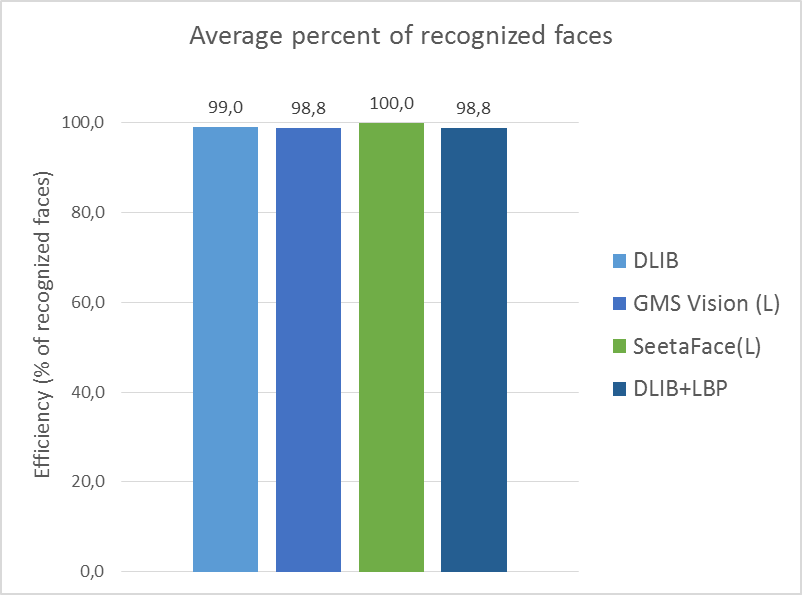 Average percent of recognized faces
Efficiency (% of recognized faces)
100,0
80,0
60,0
40,0
20,0
0,0
99,0
98,8
100,0
98,8
DLIB
GMS Vision (L)
SeetaFace(L)
DLIB+LBP